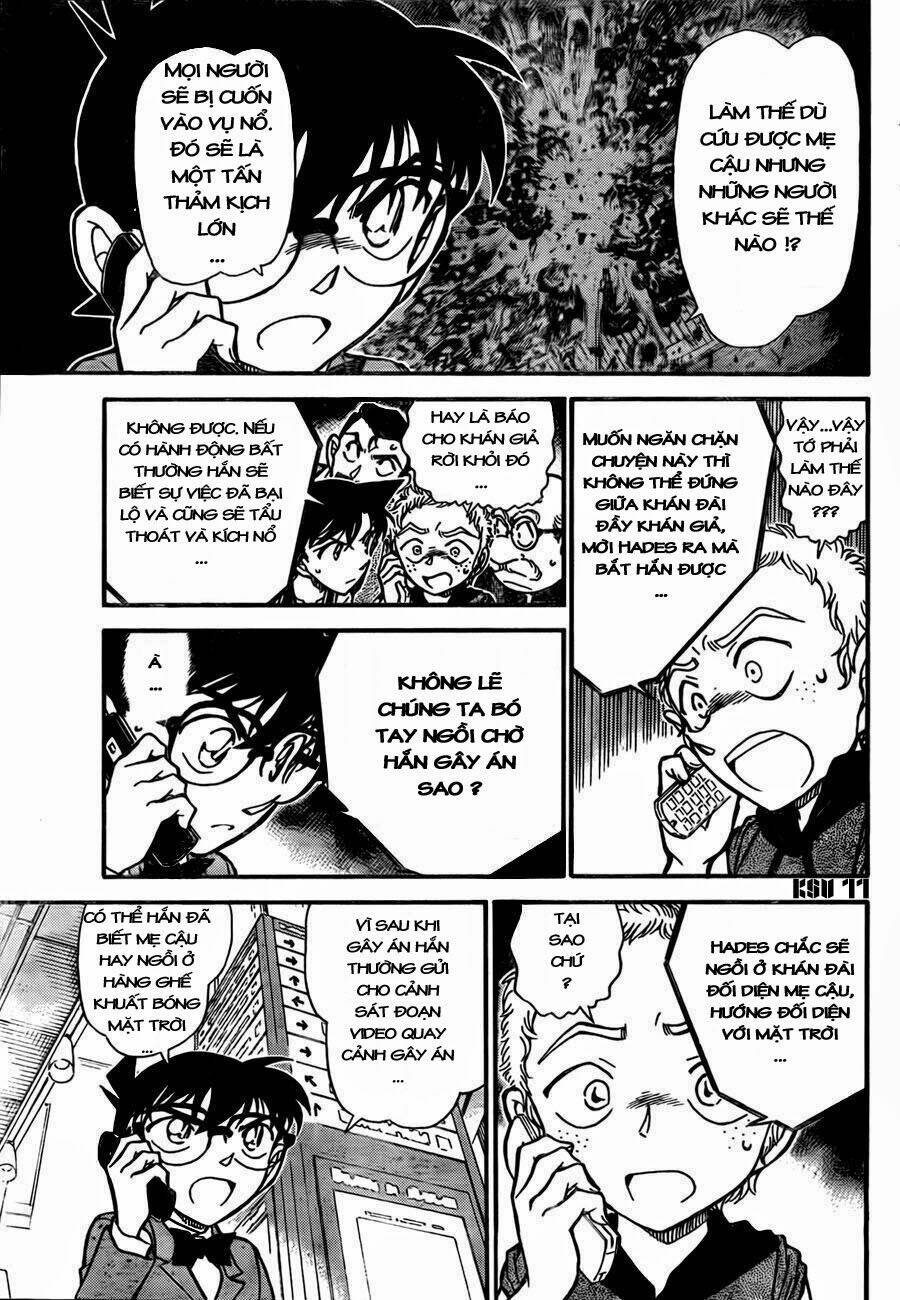 LÀM THẾ DÙ
CỨU ĐƯỢC MẸ
CẬU NHƯNG
NHỮNG NGƯỜI
KHÁC SẼ THẾ
NÀO !?
MỌI NGƯỜI
SẼ BỊ CUỐN
VÀO VỤ NỔ.
ĐÓ SẼ LÀ
MỘT TẤN
THẢM KỊCH
LỚN
...
VẬY...VẬY
TỚ PHẢI
LÀM THẾ
NÀO ĐÂY
???
MUỐN NGĂN CHẶN
CHUYỆN NÀY THÌ
KHÔNG THỂ ĐỨNG
GIỮA KHÁN ĐÀI
ĐẦY KHÁN GIẢ,
MỜI HADES RA MÀ
BẮT HẮN ĐƯỢC
...
HAY LÀ BÁO
CHO KHÁN GIẢ
RỜI KHỎI ĐÓ
...
KHÔNG ĐƯỢC. NẾU
CÓ HÀNH ĐỘNG BẤT
THƯỜNG HẮN SẼ
BIẾT SỰ VIỆC ĐÃ BẠI
LỘ VÀ CŨNG SẼ TẨU
THOÁT VÀ KÍCH NỔ
...
KHÔNG LẼ
CHÚNG TA BÓ
TAY NGỒI CHỜ
HẮN GÂY ÁN
SAO ?
À
...
KSV 11
HADES CHẮC SẼ
NGỒI Ở KHÁN ĐÀI
ĐỐI DIỆN MẸ CẬU,
HƯỚNG ĐỐI DIỆN
VỚI MẶT TRỜI
...
TẠI
SAO
CHỨ
?
VÌ SAU KHI
GÂY ÁN HẮN
THƯỜNG GỬI
CHO CẢNH
SÁT ĐOẠN
VIDEO QUAY
CẢNH GÂY ÁN
...
CÓ THỂ HẮN ĐÃ
BIẾT MẸ CẬU
HAY NGỒI Ở
HÀNG GHẾ
KHUẤT BÓNG
MẶT TRỜI
...